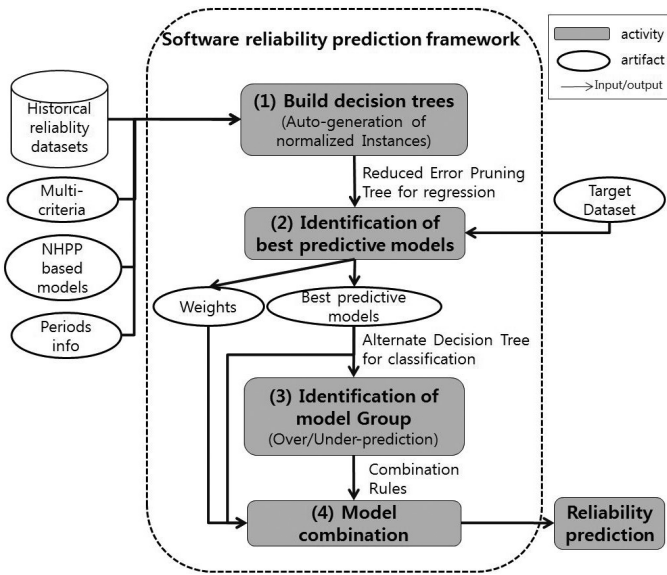 Software reliability prediction framework
activity
artifact
Input/output
Historical
reliablity
datasets
Multi-
criteria
NHPP
based
models
Periods
info
(1) Build decision trees
(Auto-generation of
normalized Instances)
Reduced Error Pruning
Tree for regression
Target
Dataset
(2) Identification of
best predictive models
Weights
Best predictive
models
Alternate Decision Tree
for classification
(3) Identification of
model Group
(Over/Under-prediction)
Combination
Rules
(4) Model
combination
Reliability
prediction